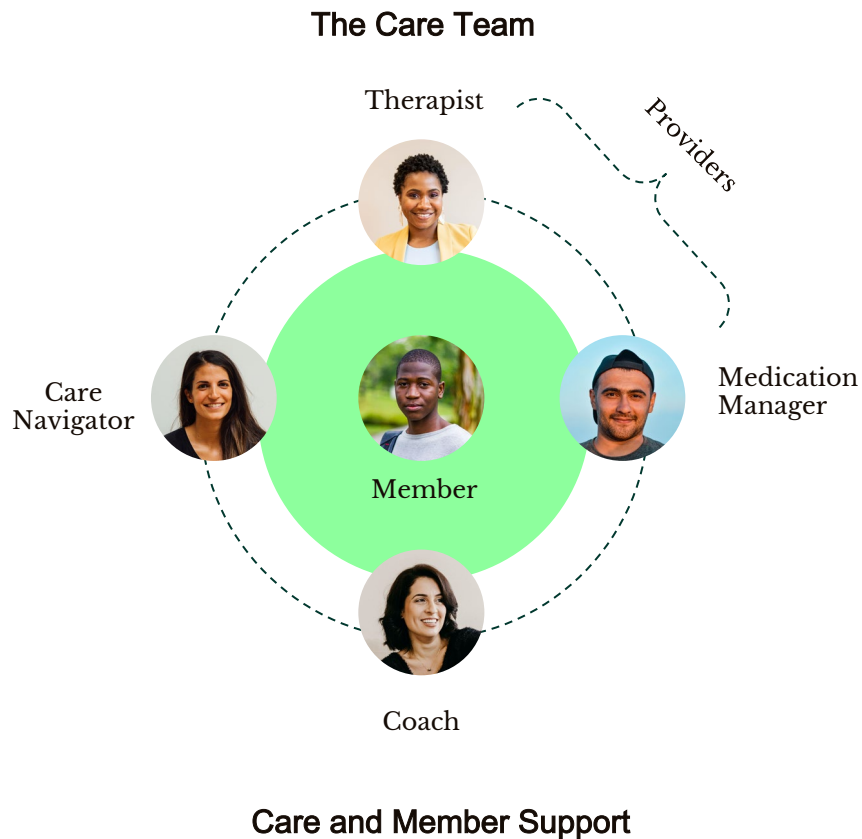 The Care Team
Therapist
Providers
Care
Navigator
Medication
Manager
Member
Coach
Care and Member Support